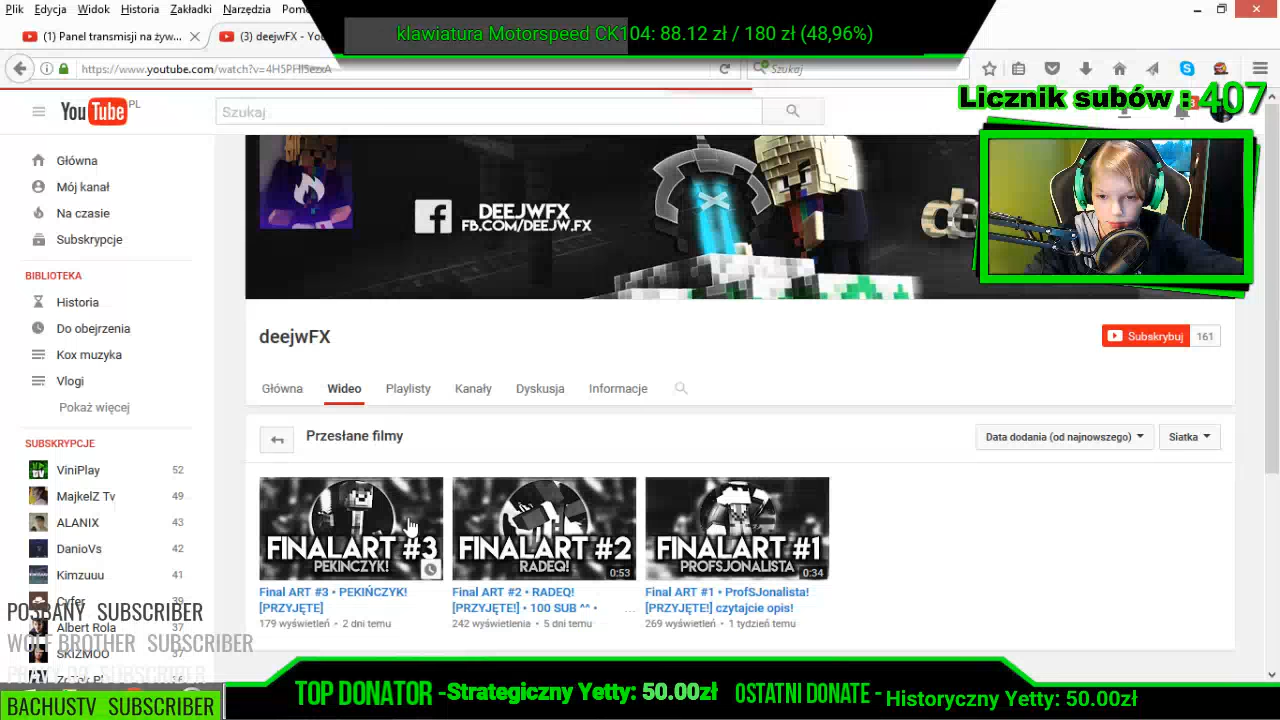 Plik Edycja Widok Historia Zakładki Narzędzia
klawiatura Motorspeed CK104: 88.12 zł / 180 zł (48,96%)
(1) Panel transmisji na żyw...
(3) deejwFX - You
https://www.youtube.com/watch?v=4H5PHI5ezxA
Szukaj
Licznik subów : 407
YouTube PL
Szukaj
Główna
Mój kanał
Na czasie
Subskrypcje
BIBLIOTEKA
Historia
Do obejrzenia
Kox muzyka
Vlogi
Pokaż więcej
SUBSKRYPCJE
ViniPlay 52
MajkelZ Tv 49
ALANIX 43
DanioVs 42
Kimzuuu 41
Albert Rola 37
SKIZMOO 37
DEEJWFX
FB.COM/DEEJW.FX
deejwFX
Subskrybuj 161
Główna Wideo Playlisty Kanały Dyskusja Informacje
Przesłane filmy
Data dodania (od najnowszego)
Siatka
FINALART #3
PEKINCZYK!
Final ART #3 • PEKIŃCZYK!
[PRZYJĘTE]
179 wyświetleń • 2 dni temu
FINALART #2
RADEQ!
0:53
Final ART #2 • RADEQ!
[PRZYJĘTE!] • 100 SUB ^^ •
...
242 wyświetlenia • 5 dni temu
FINALART #1
PROFSJONALISTA
0:34
Final ART #1 • ProfSJonalista!
[PRZYJĘTE!] czytajcie opis!
269 wyświetleń • 1 tydzień temu
POSBANY SUBSCRIBER
WOLF BROTHER SUBSCRIBER
SUBSCRIBER
BACHUSTV SUBSCRIBER
TOP DONATOR - Strategiczny Yetty: 50.00zł
OSTATNI DONATE - Historyczny Yetty: 50.00zł